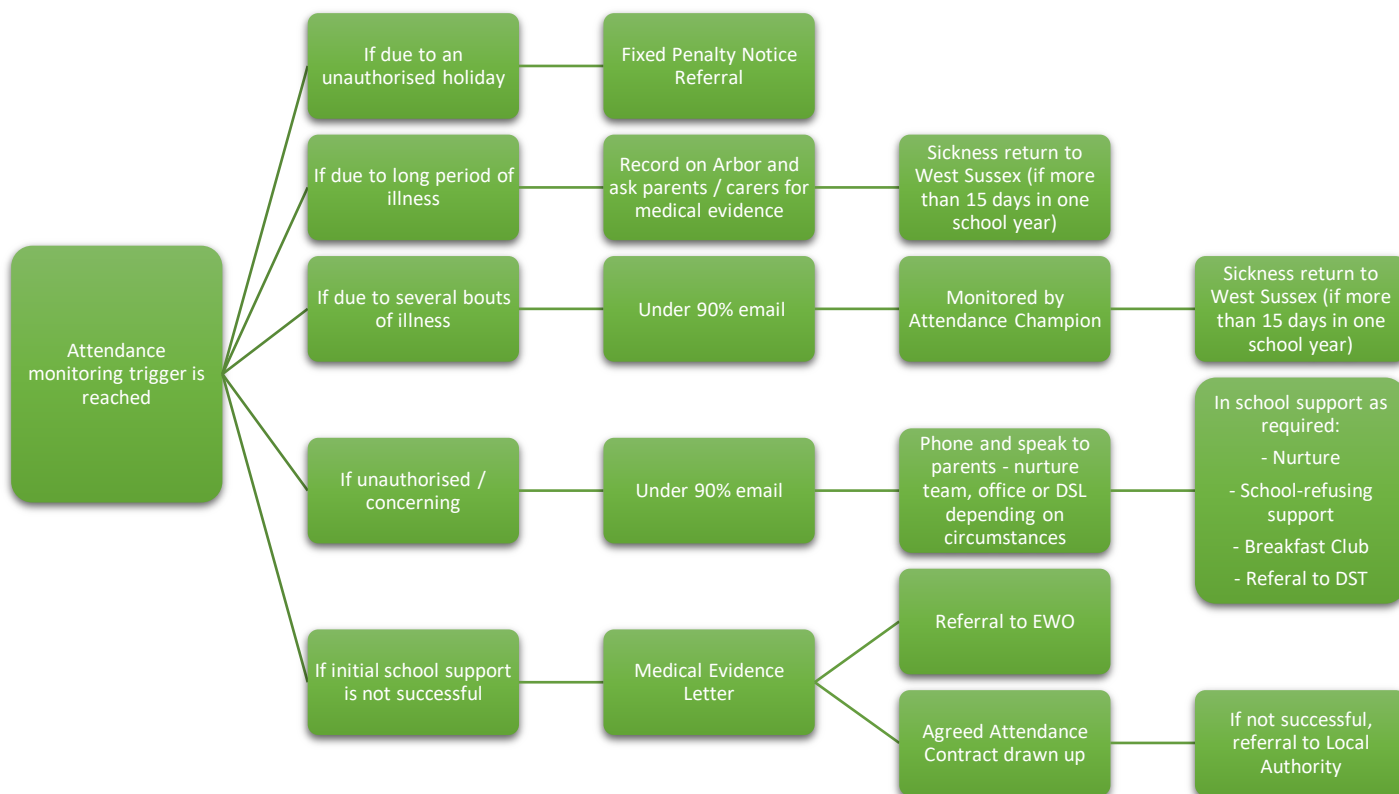 Attendance
monitoring trigger is
reached
If due to an
unauthorised holiday
Fixed Penalty Notice
Referral
If due to long period of
illness
Record on Arbor and
ask parents / carers for
medical evidence
Sickness return to
West Sussex (if more
than 15 days in one
school year)
If due to several bouts
of illness
Under 90% email
Monitored by
Attendance Champion
Sickness return to
West Sussex (if more
than 15 days in one
school year)
If unauthorised /
concerning
Under 90% email
Phone and speak to
parents - nurture
team, office or DSL
depending on
circumstances
In school support as
required:
- Nurture
- School-refusing
support
- Breakfast Club
- Referal to DST
If initial school support
is not successful
Medical Evidence
Letter
Referral to EWO
Agreed Attendance
Contract drawn up
If not successful,
referral to Local
Authority